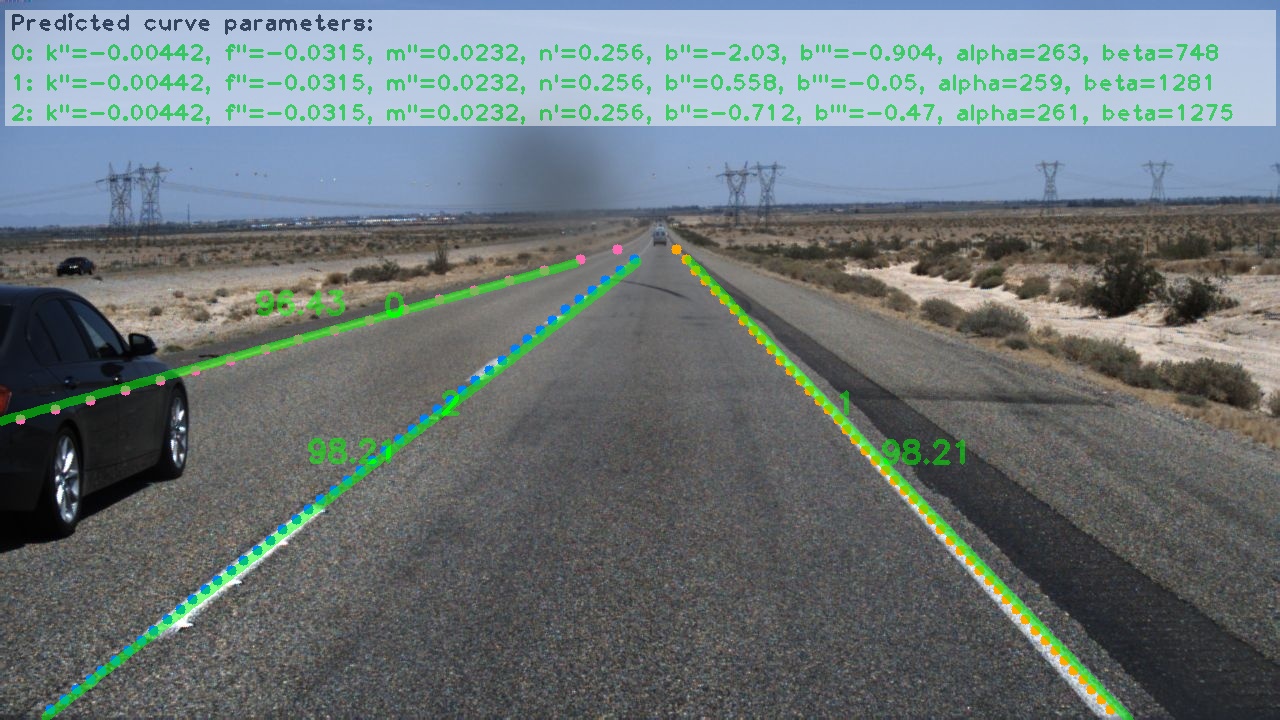 Predicted curve parameters:
0: k''=-0.00442, f''=-0.0315, m''=0.0232, n'=0.256, b''=-2.03, b'''=-0.904, alpha=263, beta=748
1: k''=-0.00442, f''=-0.0315, m''=0.0232, n'=0.256, b''=0.558, b'''=-0.05, alpha=259, beta=1281
2: k''=-0.00442, f''=-0.0315, m''=0.0232, n'=0.256, b''=-0.712, b'''=-0.47, alpha=261, beta=1275
96.43 0
2 1
98.21 98.21